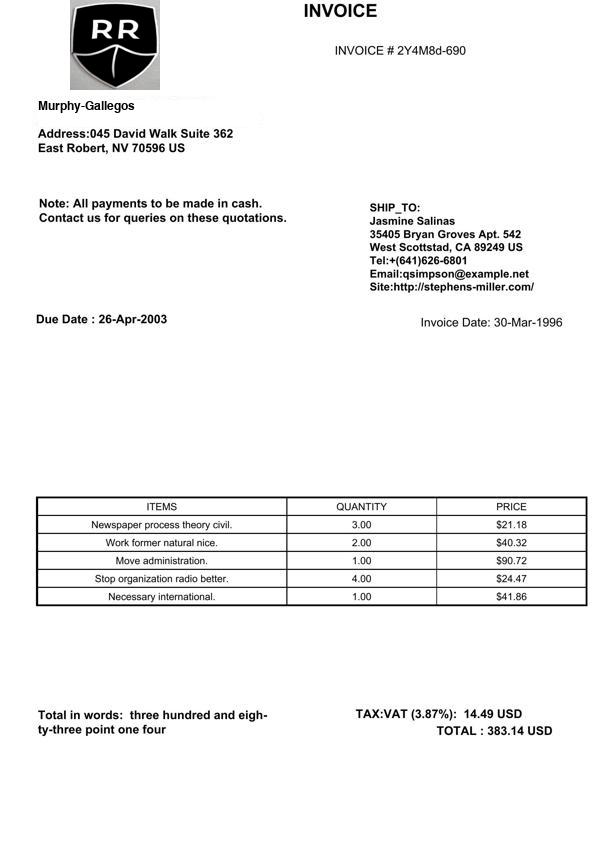 RR
INVOICE
INVOICE # 2Y4M8d-690
Murphy-Gallegos
Address:045 David Walk Suite 362
East Robert, NV 70596 US
Note: All payments to be made in cash.
Contact us for queries on these quotations.
SHIP_TO:
Jasmine Salinas
35405 Bryan Groves Apt. 542
West Scottstad, CA 89249 US
Tel:+(641)626-6801
Email:qsimpson@example.net
Site:http://stephens-miller.com/
Due Date : 26-Apr-2003
Invoice Date: 30-Mar-1996
ITEMS QUANTITY PRICE
Newspaper process theory civil. 3.00 $21.18
Work former natural nice. 2.00 $40.32
Move administration. 1.00 $90.72
Stop organization radio better. 4.00 $24.47
Necessary international. 1.00 $41.86
Total in words: three hundred and eigh-
ty-three point one four
TAX:VAT (3.87%): 14.49 USD
TOTAL : 383.14 USD